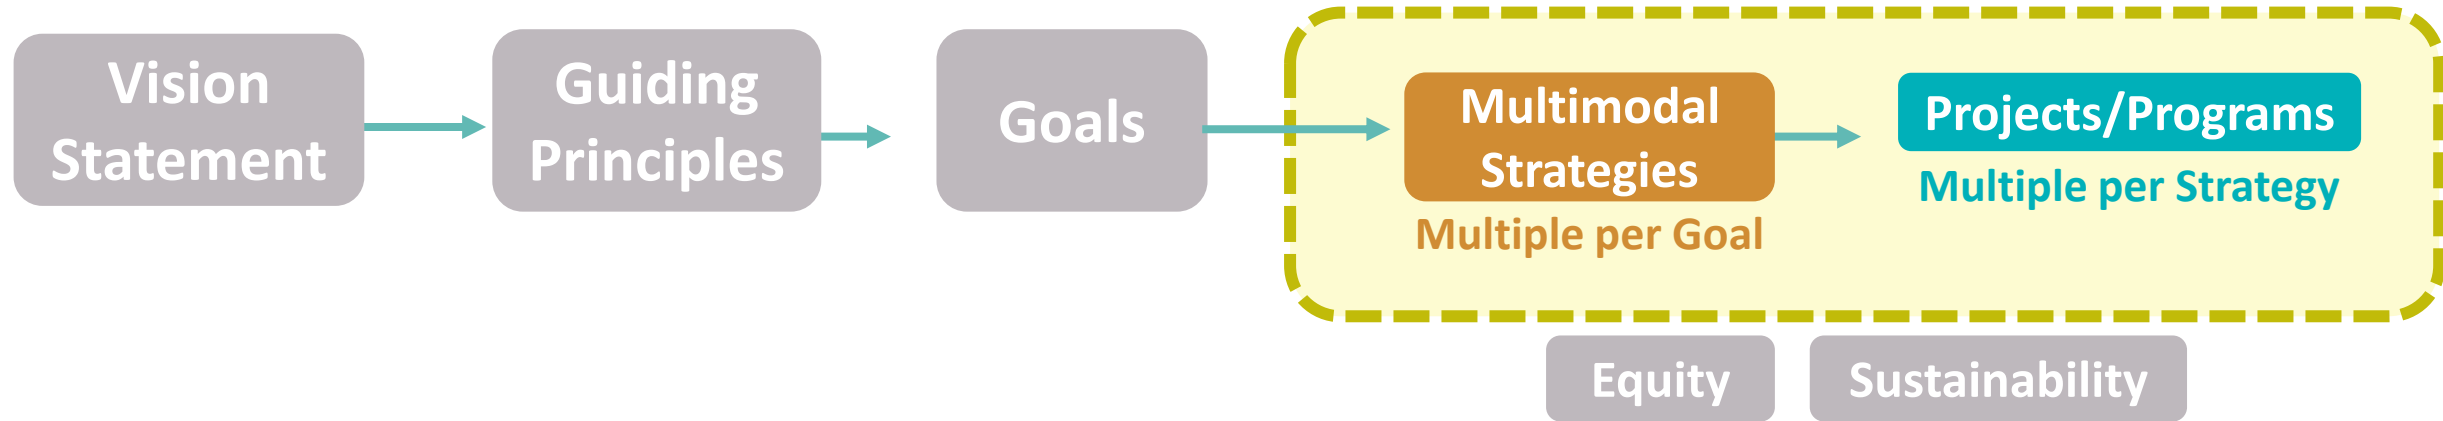 Vision
Statement
Guiding
Principles
Goals
Multimodal
Strategies
Multiple per Goal
Projects/Programs
Multiple per Strategy
Equity
Sustainability